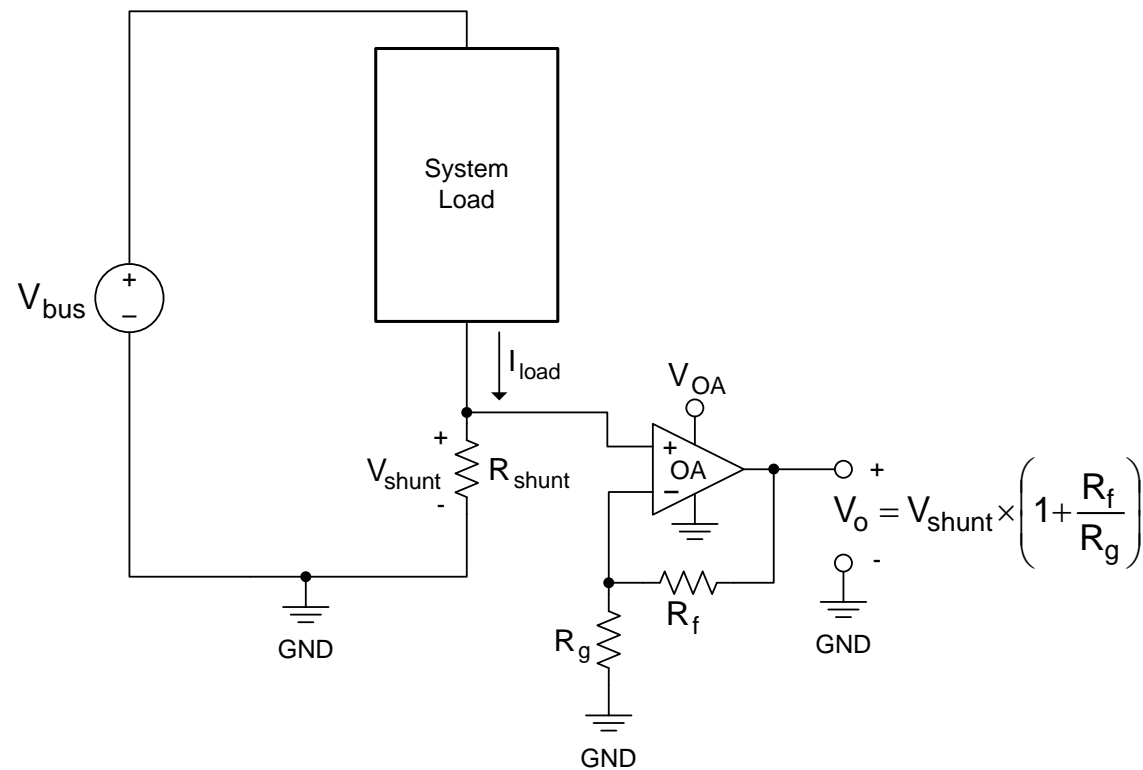 System
Load
+
−
V_bus
I_load
V_OA
+
V_shunt
-
R_shunt
+
OA
−
+
V_o = V_shunt × (1 + R_f / R_g)
-
R_f
R_g
GND
GND
GND